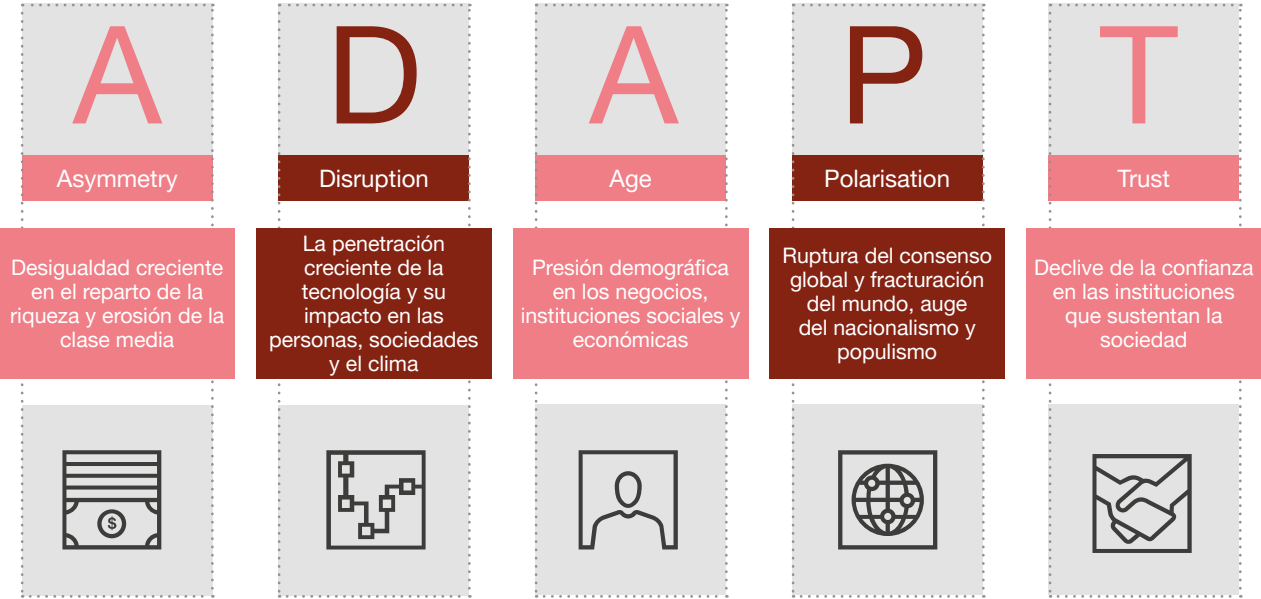 A
Asymmetry
Desigualdad creciente
en el reparto de la
riqueza y erosión de la
clase media
$
D
Disruption
La penetración
creciente de la
tecnología y su
impacto en las
personas, sociedades
y el clima
A
Age
Presión demográfica
en los negocios,
instituciones sociales y
económicas
P
Polarisation
Ruptura del consenso
global y fracturación
del mundo, auge
del nacionalismo y
populismo
T
Trust
Declive de la confianza
en las instituciones
que sustentan la
sociedad